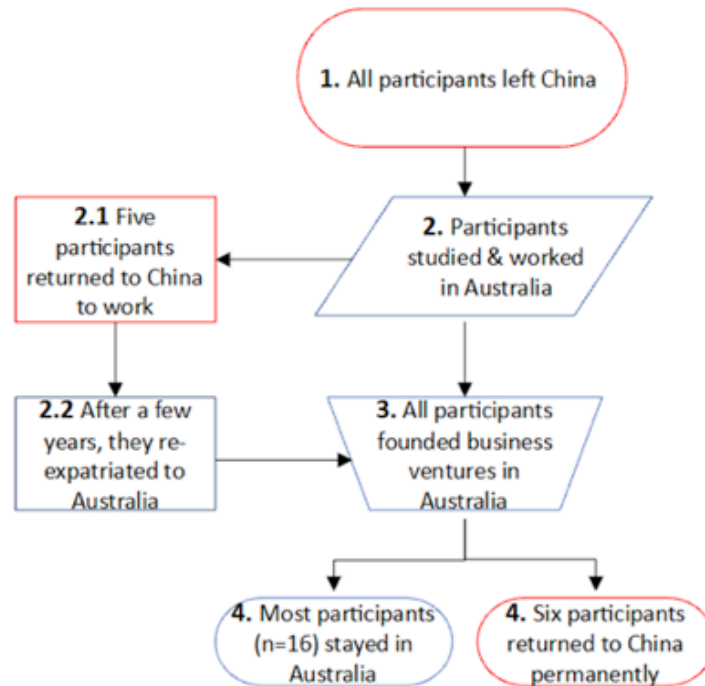 1. All participants left China
2. Participants
studied & worked
in Australia
2.1 Five
participants
returned to China
to work
2.2 After a few
years, they re-
expatriated to
Australia
3. All participants
founded business
ventures in
Australia
4. Most participants
(n=16) stayed in
Australia
4. Six participants
returned to China
permanently